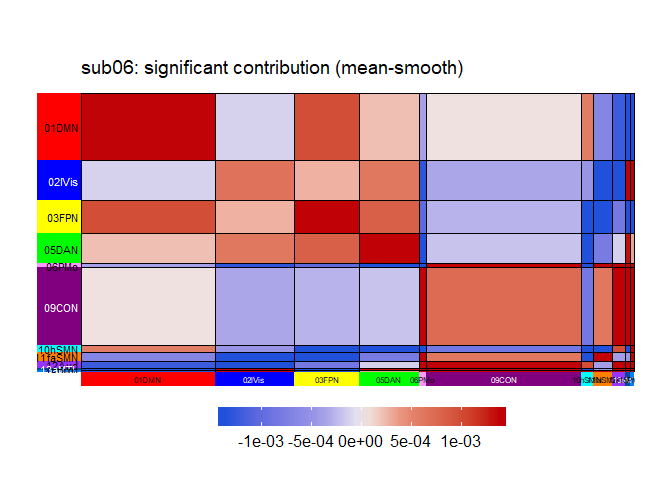 sub06: significant contribution (mean-smooth)
01DMN
02lVis
03FPN
05DAN
06PMo
09CON
10hSMN
11faSMN
01DMN
02lVis
03FPN
05DAN
06PMo
09CON
-1e-03 -5e-04 0e+00 5e-04 1e-03